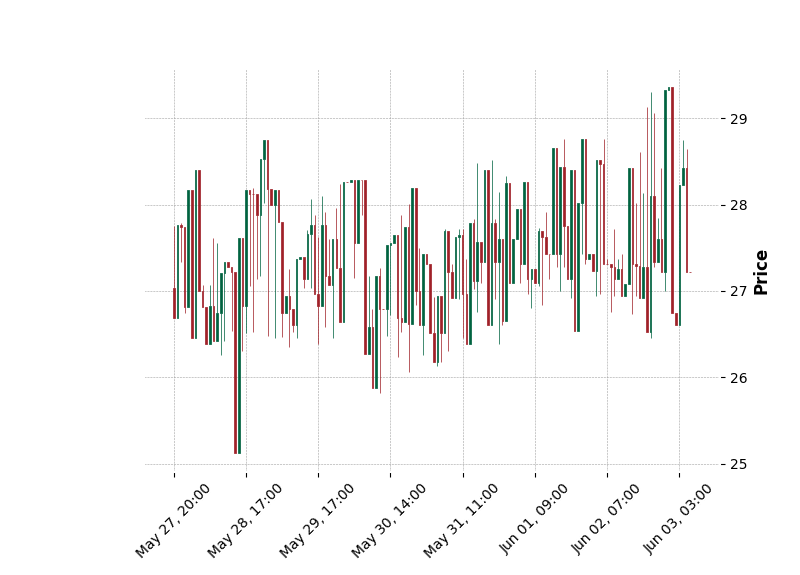 29
28
27
26
25
Price
May 27, 20:00
May 28, 17:00
May 29, 17:00
May 30, 14:00
May 31, 11:00
Jun 01, 09:00
Jun 02, 07:00
Jun 03, 03:00